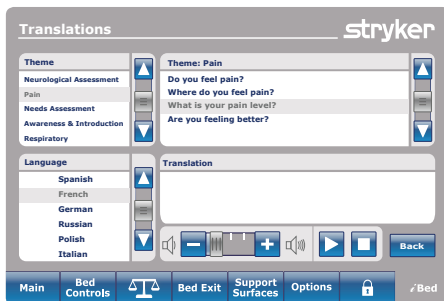 Translations
stryker
Theme
Neurological Assessment
Pain
Needs Assessment
Awareness & Introduction
Respiratory
Theme: Pain
Do you feel pain?
Where do you feel pain?
What is your pain level?
Are you feeling better?
Language
Spanish
French
German
Russian
Polish
Italian
Translation
Back
Main
Bed Controls
Bed Exit
Support Surfaces
Options
iBed